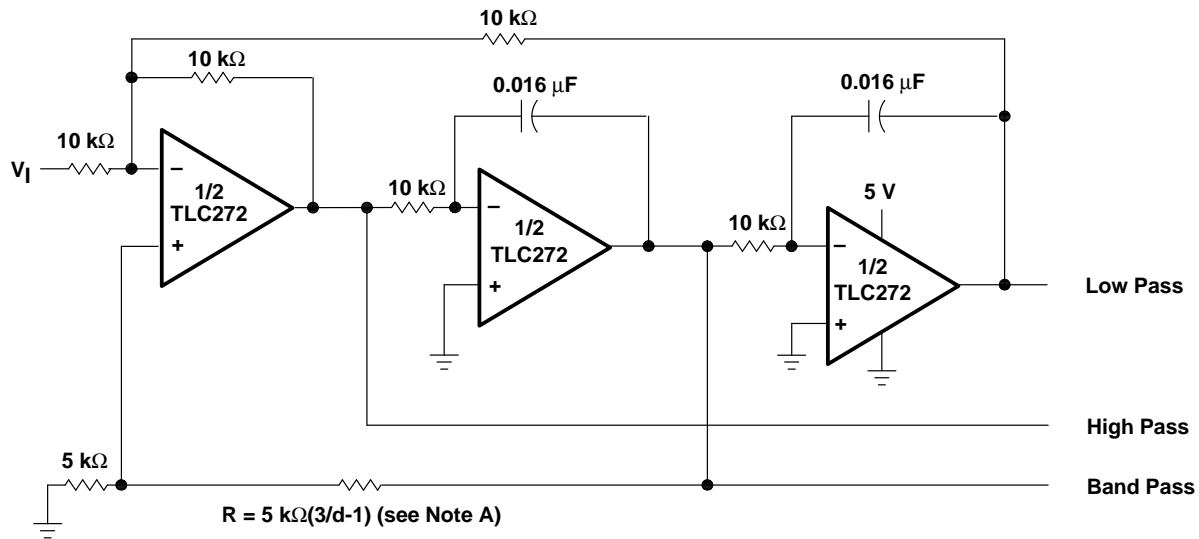 10 kΩ
10 kΩ
0.016 μF
0.016 μF
10 kΩ
VI
−
1/2
TLC272
+
10 kΩ
−
1/2
TLC272
+
10 kΩ
5 V
−
1/2
TLC272
+
Low Pass
High Pass
5 kΩ
Band Pass
R = 5 kΩ(3/d-1) (see Note A)